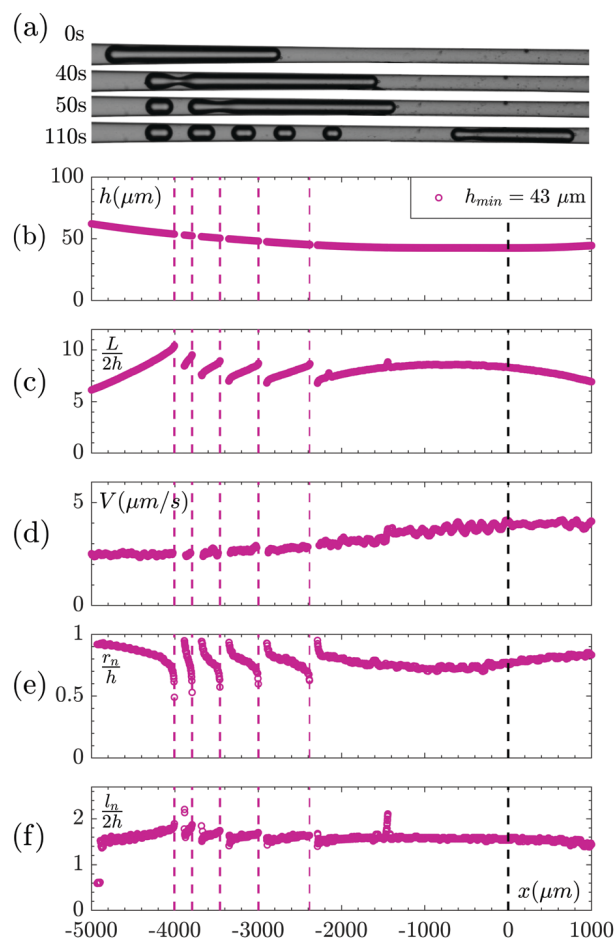 (a)
0s
40s
50s
110s
(b)
h(μm)
100
50
0
h_min = 43 μm
(c)
L/2h
10
5
0
(d)
V(μm/s)
5
0
(e)
r_n/h
1
0.5
0
(f)
l_n/2h
2
1
0
x(μm)
-5000 -4000 -3000 -2000 -1000 0 1000